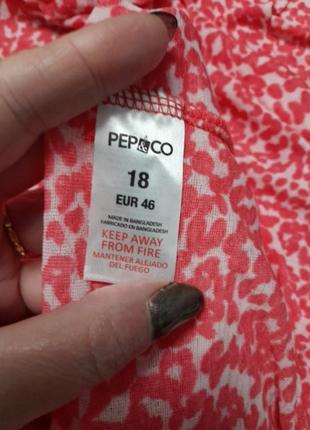 PEP&CO
18
EUR 46
MADE IN BANGLADESH
FABRICADO EN BANGLADESH
KEEP AWAY
FROM FIRE
MANTENER ALEJADO
DEL FUEGO